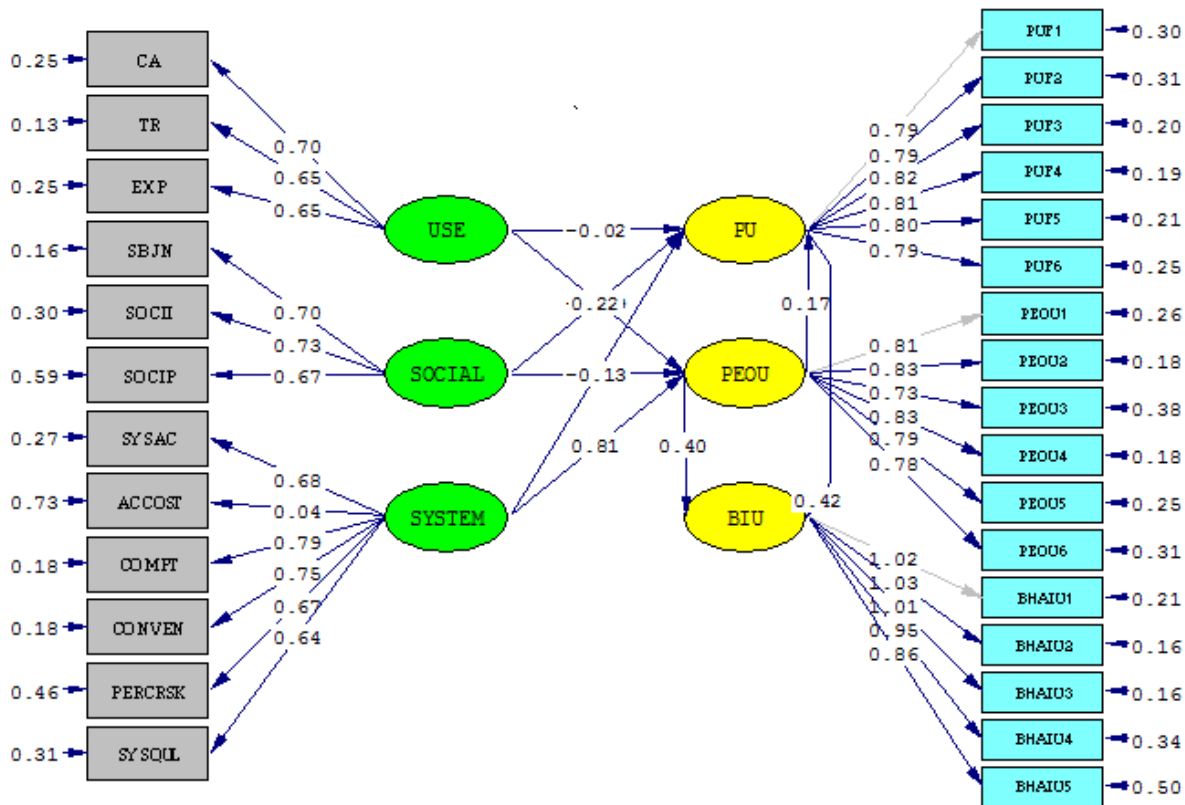 0.25 CA
0.13 TR
0.25 EXP
0.16 SBJN
0.30 SOCII
0.59 SOCIP
0.27 SYSAC
0.73 ACCOST
0.18 COMPT
0.18 CONVEN
0.46 PERCRSK
0.31 SYSQUL
0.70
0.65
0.65
0.70
0.73
0.67
0.68
0.04
0.79
0.75
0.67
0.64
USE
SOCIAL
SYSTEM
-0.02
-0.22
-0.13
0.81
PU
PEOU
BIU
0.17
0.40
0.42
0.79
0.79
0.82
0.81
0.80
0.79
0.81
0.83
0.73
0.83
0.79
0.78
1.02
1.03
1.01
0.95
0.86
PUF1 0.30
PUF2 0.31
PUF3 0.20
PUF4 0.19
PUF5 0.21
PUF6 0.25
PEOU1 0.26
PEOU2 0.18
PEOU3 0.38
PEOU4 0.18
PEOU5 0.25
PEOU6 0.31
BHAIU1 0.21
BHAIU2 0.16
BHAIU3 0.16
BHAIU4 0.34
BHAIU5 0.50